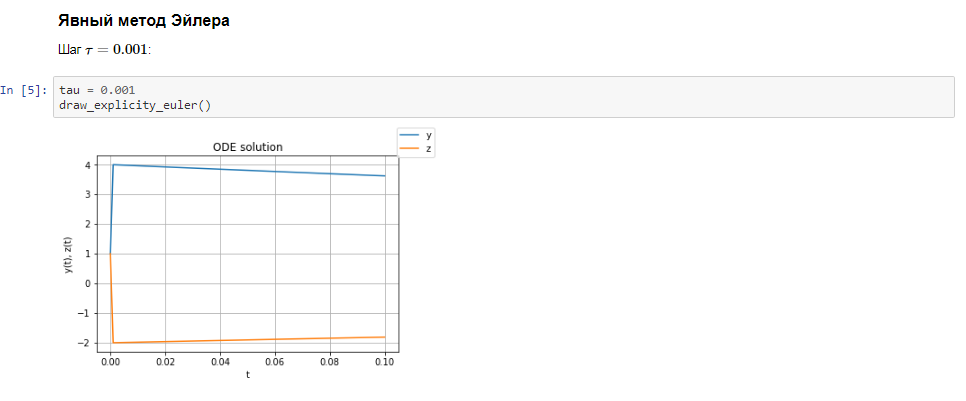 Явный метод Эйлера
Шаг τ = 0.001:
In [5]: tau = 0.001
draw_explicity_euler()
y
z
ODE solution
4
3
2
1
0
−1
−2
y(t), z(t)
0.00 0.02 0.04 0.06 0.08 0.10
t